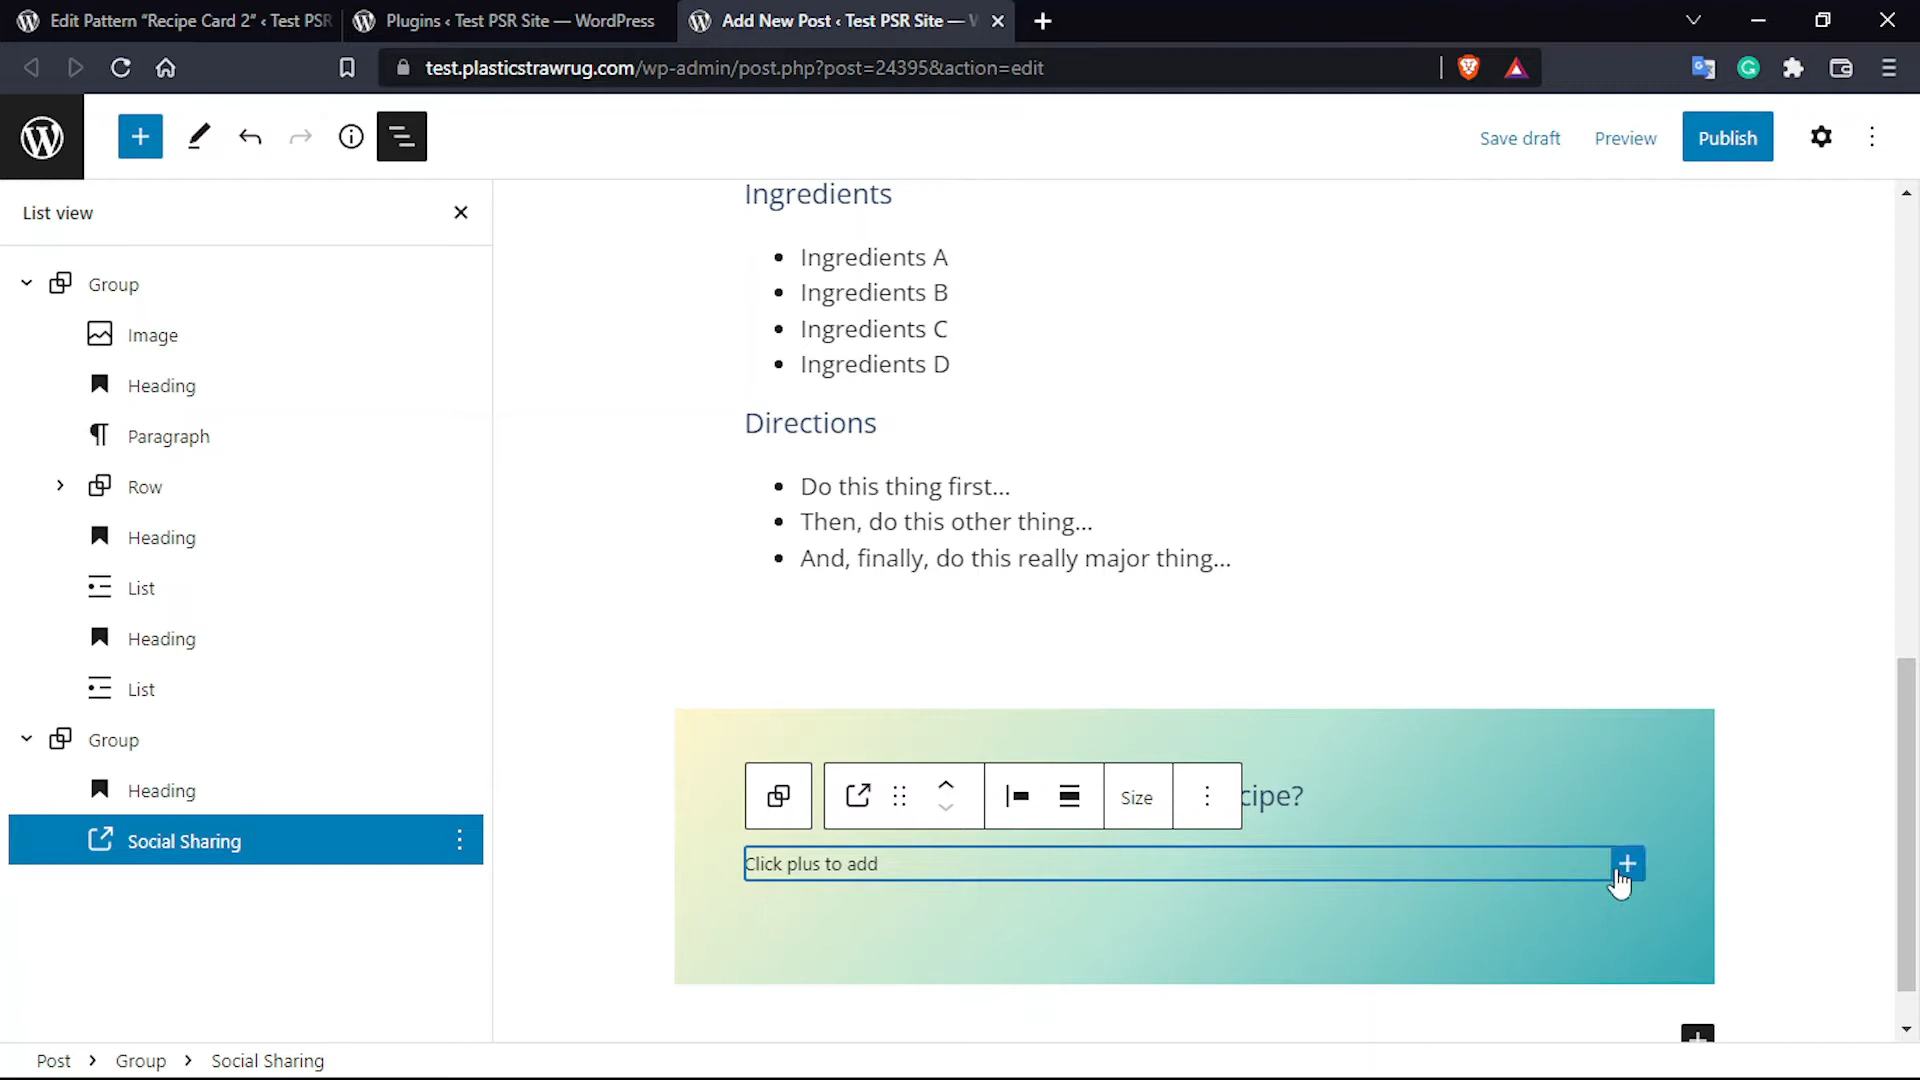 Edit Pattern “Recipe Card 2” ‹ Test PSR
Plugins ‹ Test PSR Site — WordPress
Add New Post ‹ Test PSR Site —
test.plasticstrawrug.com/wp-admin/post.php?post=24395&action=edit
Save draft
Preview
Publish
List view
Group
Image
Heading
Paragraph
Row
Heading
List
Heading
List
Group
Heading
Social Sharing
Ingredients
• Ingredients A
• Ingredients B
• Ingredients C
• Ingredients D
Directions
• Do this thing first...
• Then, do this other thing...
• And, finally, do this really major thing...
Size
cipe?
Click plus to add
Post > Group > Social Sharing